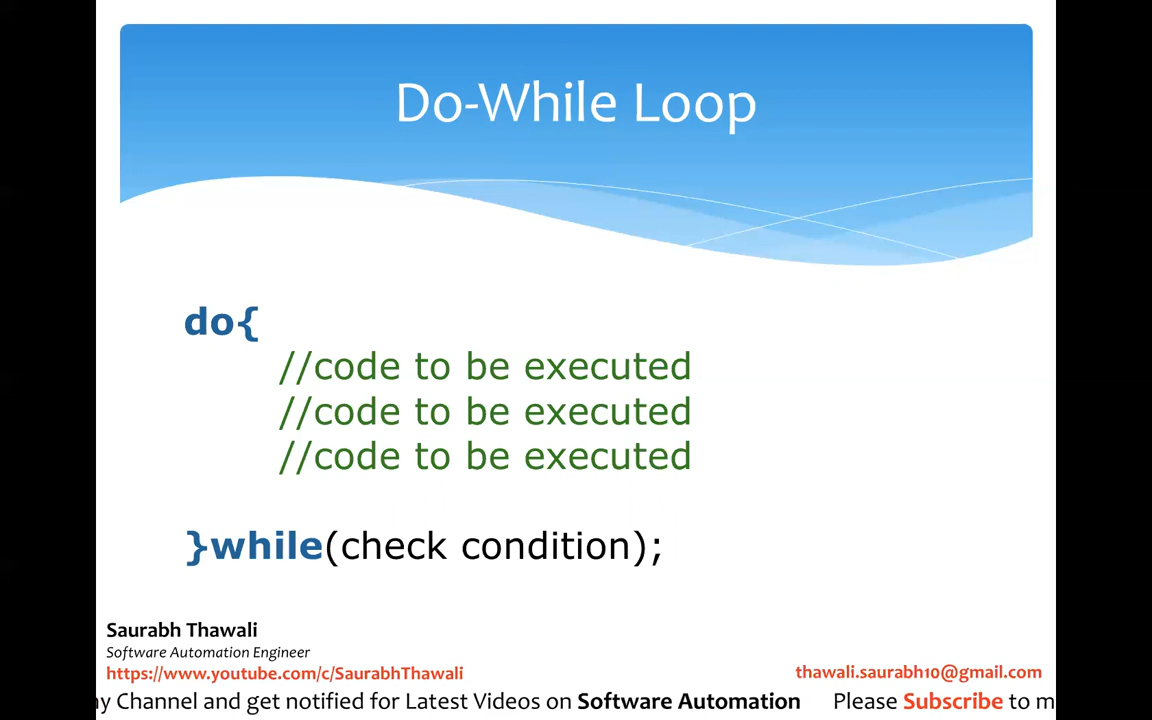 Do-While Loop
do{
//code to be executed
//code to be executed
//code to be executed
}while(check condition);
Saurabh Thawali
Software Automation Engineer
https://www.youtube.com/c/SaurabhThawali
thawali.saurabh10@gmail.com
Channel and get notified for Latest Videos on Software Automation Please Subscribe to